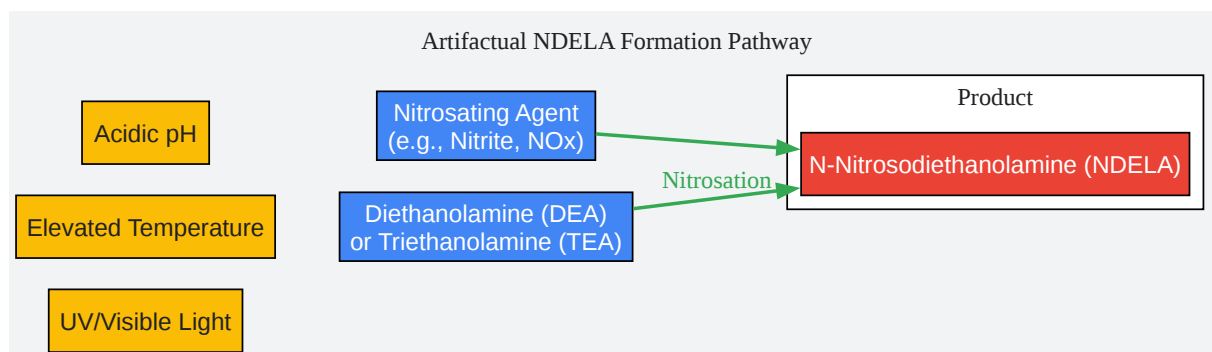 Artifactual NDELA Formation Pathway
Acidic pH
Elevated Temperature
UV/Visible Light
Nitrosating Agent
(e.g., Nitrite, NOx)
Diethanolamine (DEA)
or Triethanolamine (TEA)
Nitrosation
Product
N-Nitrosodiethanolamine (NDELA)